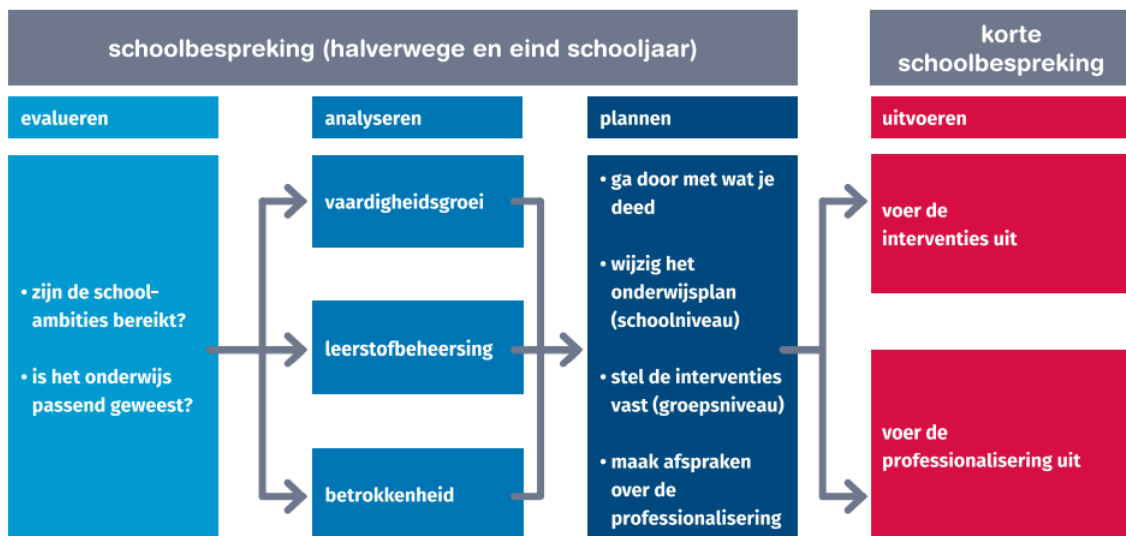 schoolbespreking (halverwege en eind schooljaar)
korte
schoolbespreking
evalueren
analyseren
plannen
uitvoeren
• zijn de school-
ambities bereikt?
• is het onderwijs
passend geweest?
vaardigheidsgroei
leerstofbeheersing
betrokkenheid
• ga door met wat je
deed
• wijzig het
onderwijsplan
(schoolniveau)
• stel de interventies
vast (groepsniveau)
• maak afspraken
over de
professionalisering
voer de
interventies uit
voer de
professionalisering uit